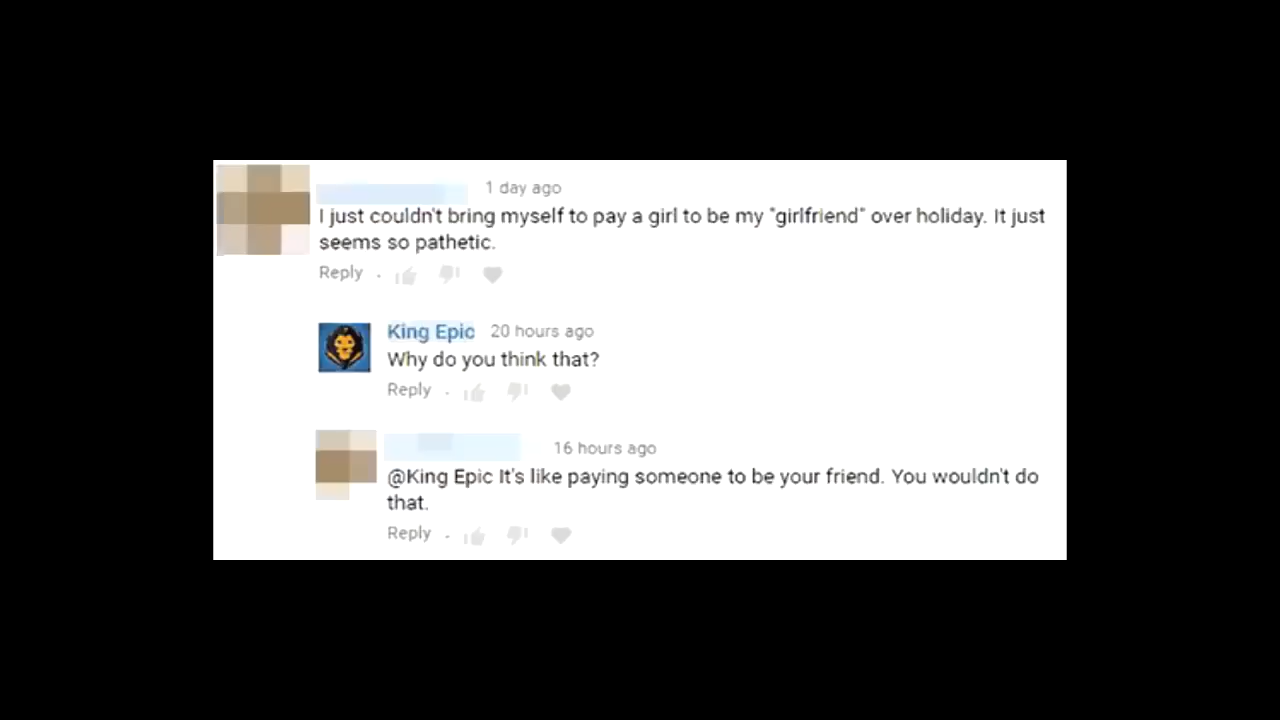 1 day ago
I just couldn't bring myself to pay a girl to be my "girlfriend" over holiday. It just
seems so pathetic.
Reply .
King Epic 20 hours ago
Why do you think that?
Reply .
16 hours ago
@King Epic It's like paying someone to be your friend. You wouldn't do
that.
Reply .